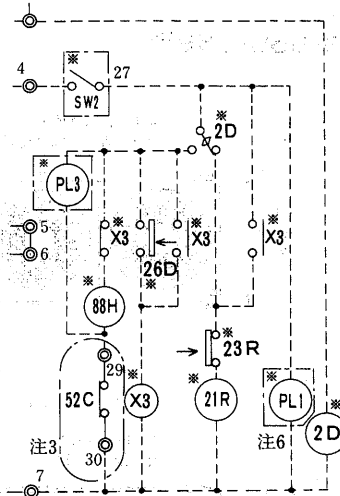 1
4
※
27
SW2
※
2D
※
PL3
※
X3
※
X3
※
X3
5
6
26D
※
※
88H
※
23R
29
※
52C
X3
※
21R
※
PL1
※
2D
注3
30
注6
7